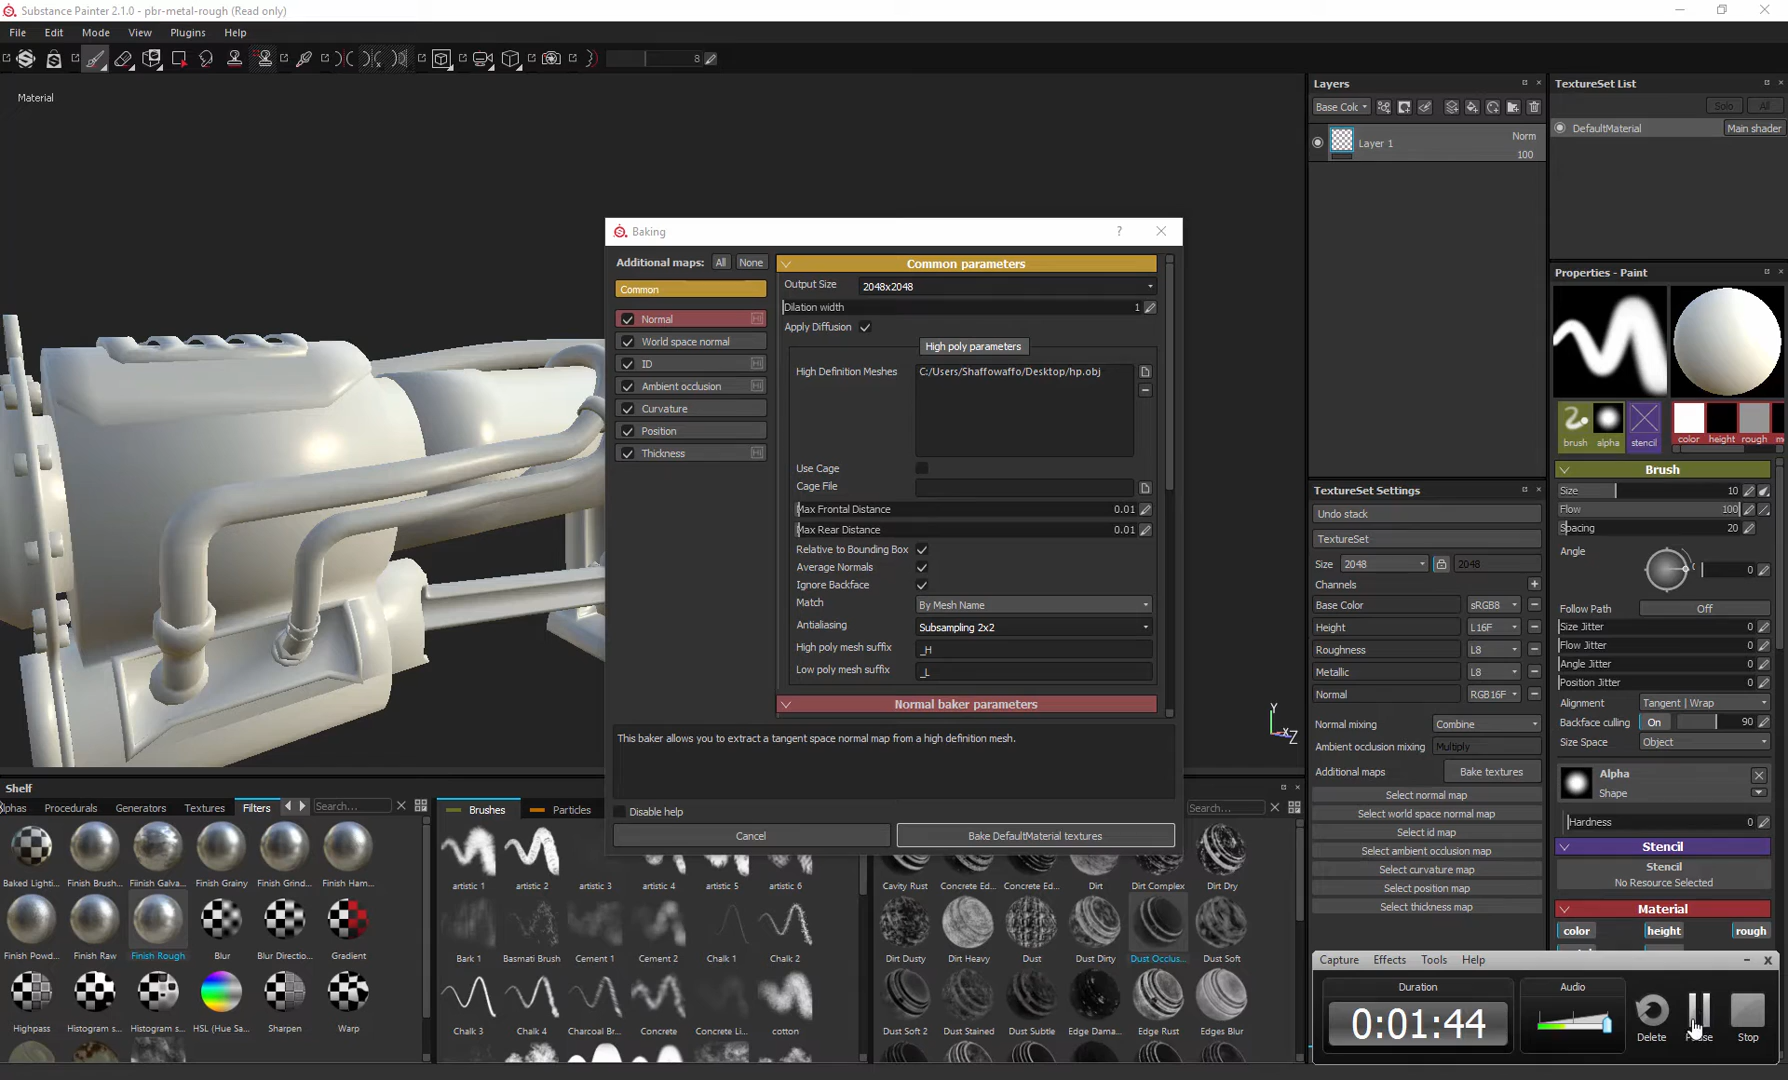 Substance Painter 2.1.0 - pbr-metal-rough (Read only)
File Edit Mode View Plugins Help
8
Material
Baking
Additional maps: All None
Common
Normal
World space normal
ID
Ambient occlusion
Curvature
Position
Thickness
Common parameters
Output Size 2048x2048
Dilation width 1
Apply Diffusion
High poly parameters
High Definition Meshes C:/Users/Shaffowaffo/Desktop/hp.obj
Use Cage
Cage File
Max Frontal Distance 0.01
Max Rear Distance 0.01
Relative to Bounding Box
Average Normals
Ignore Backface
Match By Mesh Name
Antialiasing Subsampling 2x2
High poly mesh suffix _H
Low poly mesh suffix _L
Normal baker parameters
This baker allows you to extract a tangent space normal map from a high definition mesh.
Disable help
Cancel Bake DefaultMaterial textures
Y
Z
Layers
Base Colc
Layer 1 Norm
100
TextureSet List
Solo All
DefaultMaterial Main shader
TextureSet Settings
Undo stack
TextureSet
Size 2048 2048
Channels
Base Color sRGB8
Height L16F
Roughness L8
Metallic L8
Normal RGB16F
Normal mixing Combine
Ambient occlusion mixing Multiply
Additional maps Bake textures
Select normal map
Select world space normal map
Select id map
Select ambient occlusion map
Select curvature map
Select position map
Select thickness map
Properties - Paint
brush alpha stencil color height rough m
Brush
Size 10
Flow 100
Spacing 20
Angle 0
Follow Path Off
Size Jitter 0
Flow Jitter 0
Angle Jitter 0
Position Jitter 0
Alignment Tangent | Wrap
Backface culling On 90
Size Space Object
Alpha
Shape
Hardness 0
Stencil
Stencil
No Resource Selected
Material
color height rough
Shelf
lphas Procedurals Generators Textures Filters Search...
Baked Lighti... Finish Brush... Fiinish Galva... Finish Grainy Finish Grind... Finish Ham...
Finish Powd... Finish Raw Finish Rough Blur Blur Directio... Gradient
Highpass Histogram s... Histogram s... HSL (Hue Sa... Sharpen Warp
Brushes Particles
artistic 1 artistic 2 artistic 3 artistic 4 artistic 5 artistic 6
Bark 1 Basmati Brush Cement 1 Cement 2 Chalk 1 Chalk 2
Chalk 3 Chalk 4 Charcoal Br... Concrete Concrete Li... cotton
Search...
Cavity Rust Concrete Ed... Concrete Ed... Dirt Dirt Complex Dirt Dry
Dirt Dusty Dirt Heavy Dust Dust Dirty Dust Occlus... Dust Soft
Dust Soft 2 Dust Stained Dust Subtle Edge Dama... Edge Rust Edges Blur
Capture Effects Tools Help
Duration
0:01:44
Audio
Delete Pause Stop